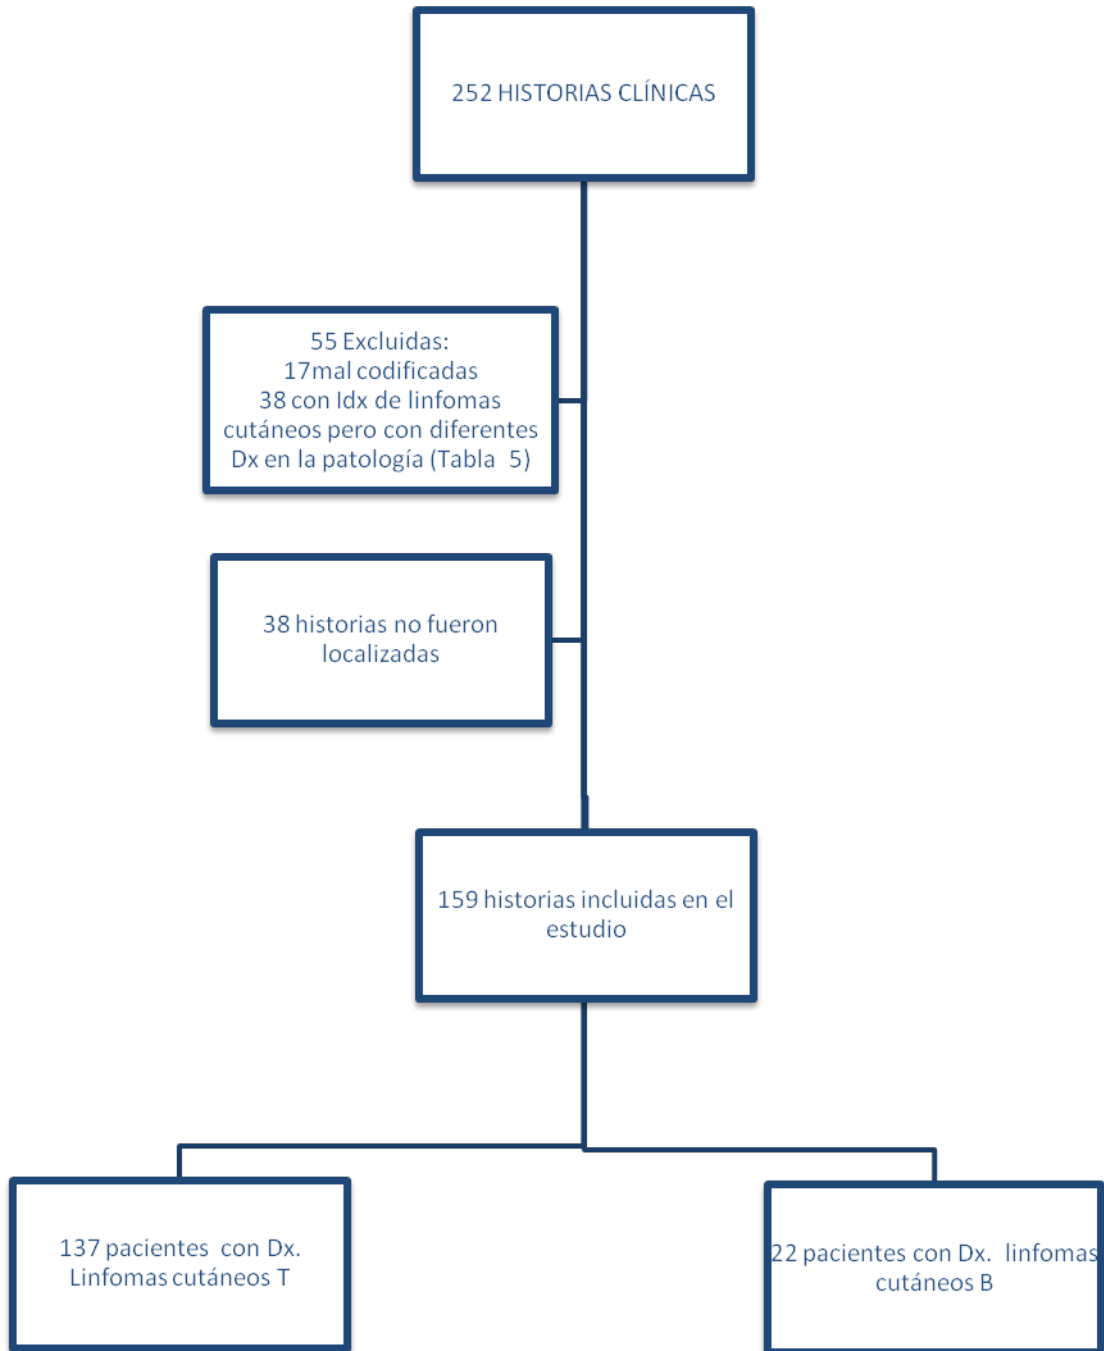 252 HISTORIAS CLÍNICAS
55 Excluidas:
17mal codificadas
38 con Idx de linfomas
cutáneos pero con diferentes
Dx en la patología (Tabla 5)
38 historias no fueron
localizadas
159 historias incluidas en el
estudio
137 pacientes con Dx.
Linfomas cutáneos T
22 pacientes con Dx. linfomas
cutáneos B